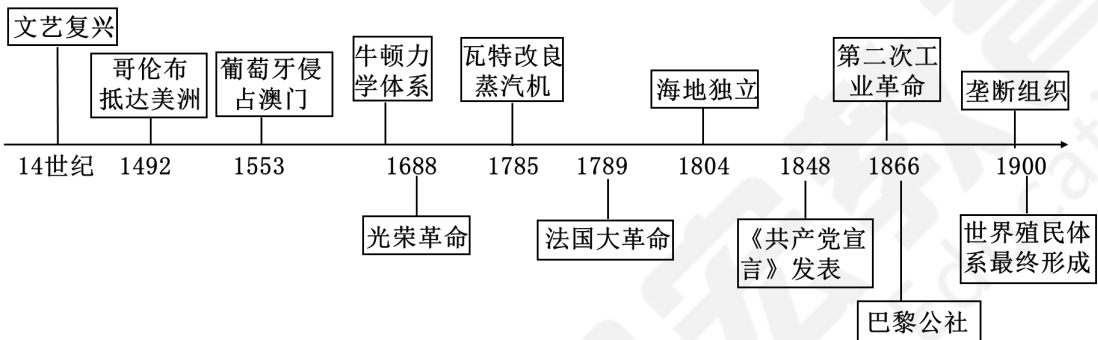 文艺复兴
哥伦布
抵达美洲
葡萄牙侵
占澳门
牛顿力
学体系
瓦特改良
蒸汽机
海地独立
第二次工
业革命
垄断组织
14世纪
1492
1553
1688
1785
1789
1804
1848
1866
1900
光荣革命
法国大革命
《共产党宣
言》发表
巴黎公社
世界殖民体
系最终形成